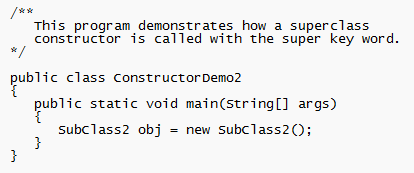 /**
   This program demonstrates how a superclass
   constructor is called with the super key word.
*/
public class ConstructorDemo2
{
   public static void main(String[] args)
   {
      SubClass2 obj = new SubClass2();
   }
}